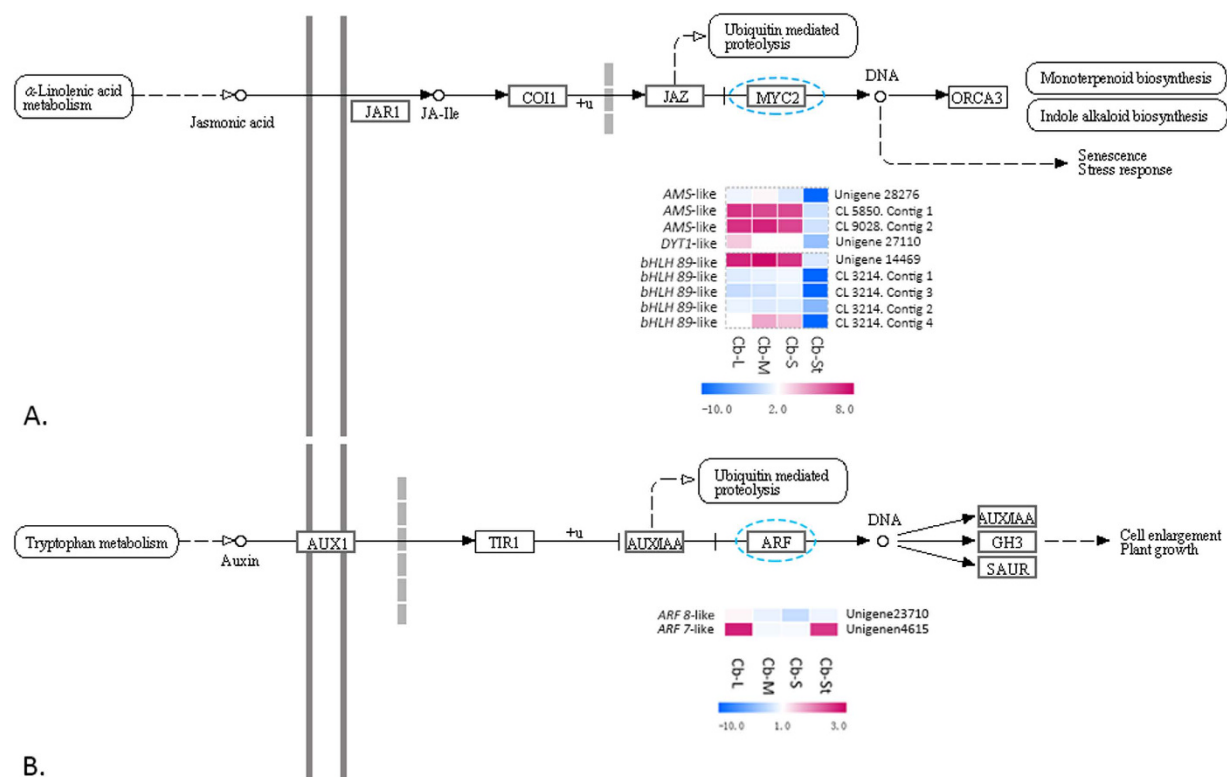 Ubiquitin mediated
proteolysis
α-Linolenic acid
metabolism
Jasmonic acid
JAR1
JA-Ile
COI1
+u
JAZ
MYC2
DNA
ORCA3
Monoterpenoid biosynthesis
Indole alkaloid biosynthesis
Senescence
Stress response
AMS-like Unigene 28276
AMS-like CL 5850. Contig 1
AMS-like CL 9028. Contig 2
DYT1-like Unigene 27110
bHLH 89-like Unigene 14469
bHLH 89-like CL 3214. Contig 1
bHLH 89-like CL 3214. Contig 3
bHLH 89-like CL 3214. Contig 2
bHLH 89-like CL 3214. Contig 4
Cb-L Cb-M Cb-S Cb-St
-10.0 2.0 8.0
A.
Ubiquitin mediated
proteolysis
Tryptophan metabolism
Auxin
AUX1
TIR1
+u
AUX/IAA
ARF
DNA
AUX/IAA
GH3
SAUR
Cell enlargement
Plant growth
ARF 8-like Unigene23710
ARF 7-like Unigenen4615
Cb-L Cb-M Cb-S Cb-St
-10.0 1.0 3.0
B.